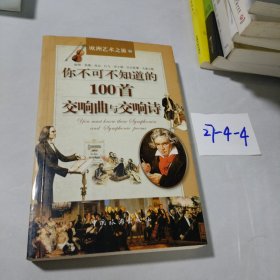 欧洲艺术之旅
你不可不知道的
100首
交响曲与交响诗
You must know these Symphonies
and Symphonic poems
27-4-4